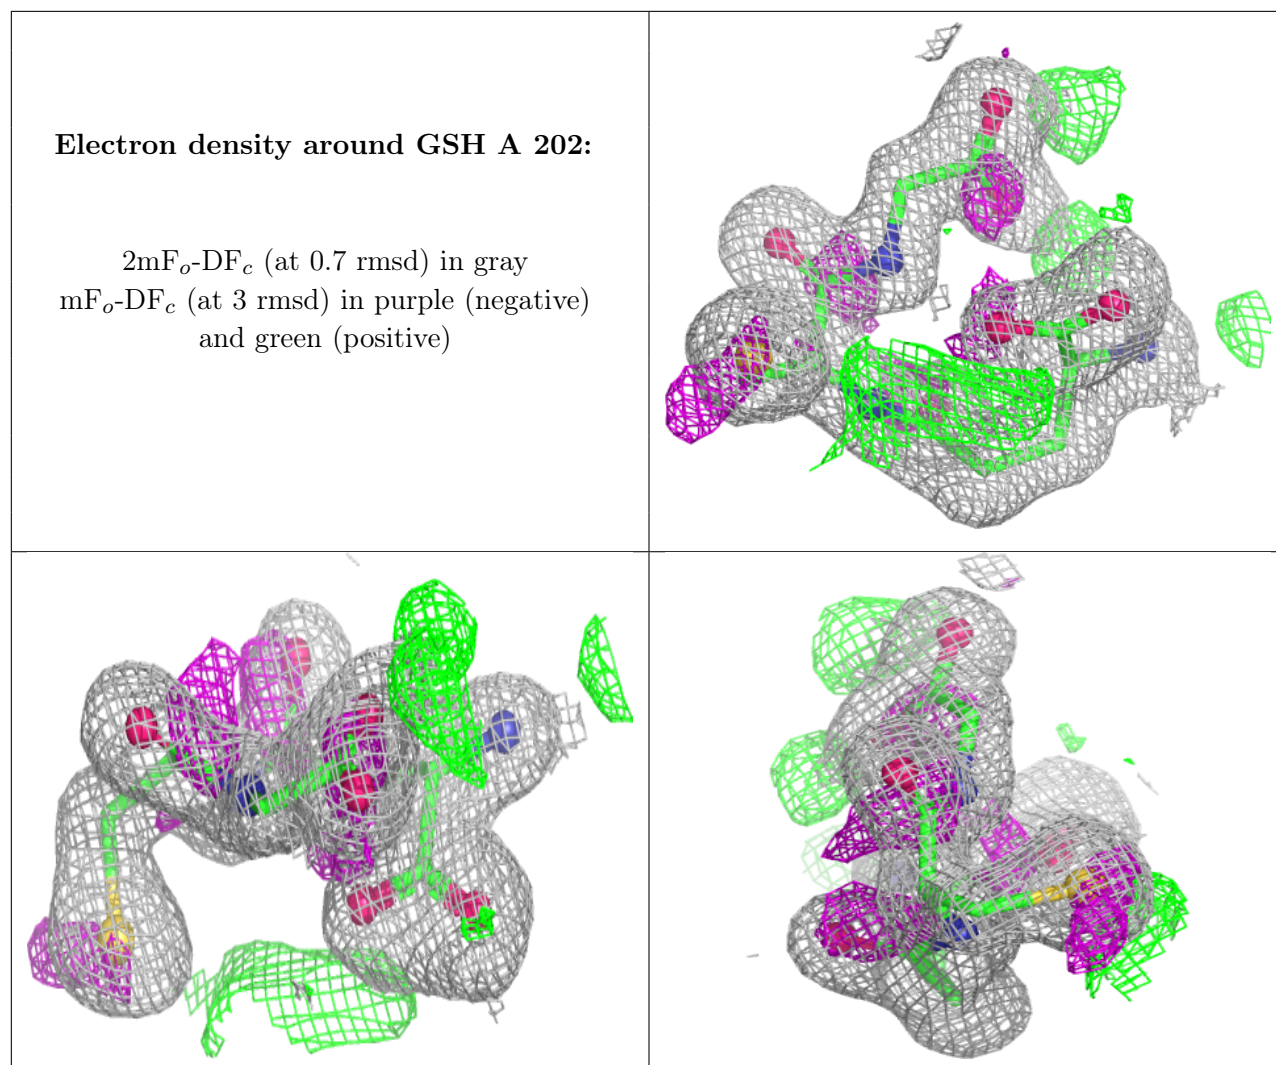 Electron density around GSH A 202:
2mFo-DFc (at 0.7 rmsd) in gray
mFo-DFc (at 3 rmsd) in purple (negative)
and green (positive)